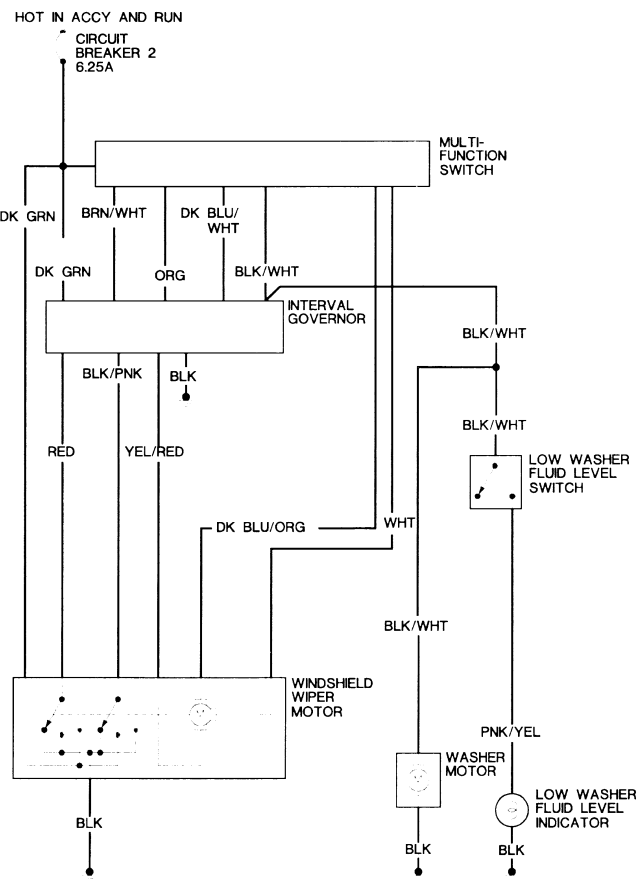 HOT IN ACCY AND RUN
CIRCUIT
BREAKER 2
6.25A
MULTI-
FUNCTION
SWITCH
DK GRN
BRN/WHT
DK BLU/
WHT
DK GRN
ORG
BLK/WHT
INTERVAL
GOVERNOR
BLK/WHT
BLK/PNK
BLK
BLK/WHT
RED
YEL/RED
LOW WASHER
FLUID LEVEL
SWITCH
DK BLU/ORG
WHT
BLK/WHT
WINDSHIELD
WIPER
MOTOR
PNK/YEL
WASHER
MOTOR
LOW WASHER
FLUID LEVEL
INDICATOR
BLK
BLK
BLK